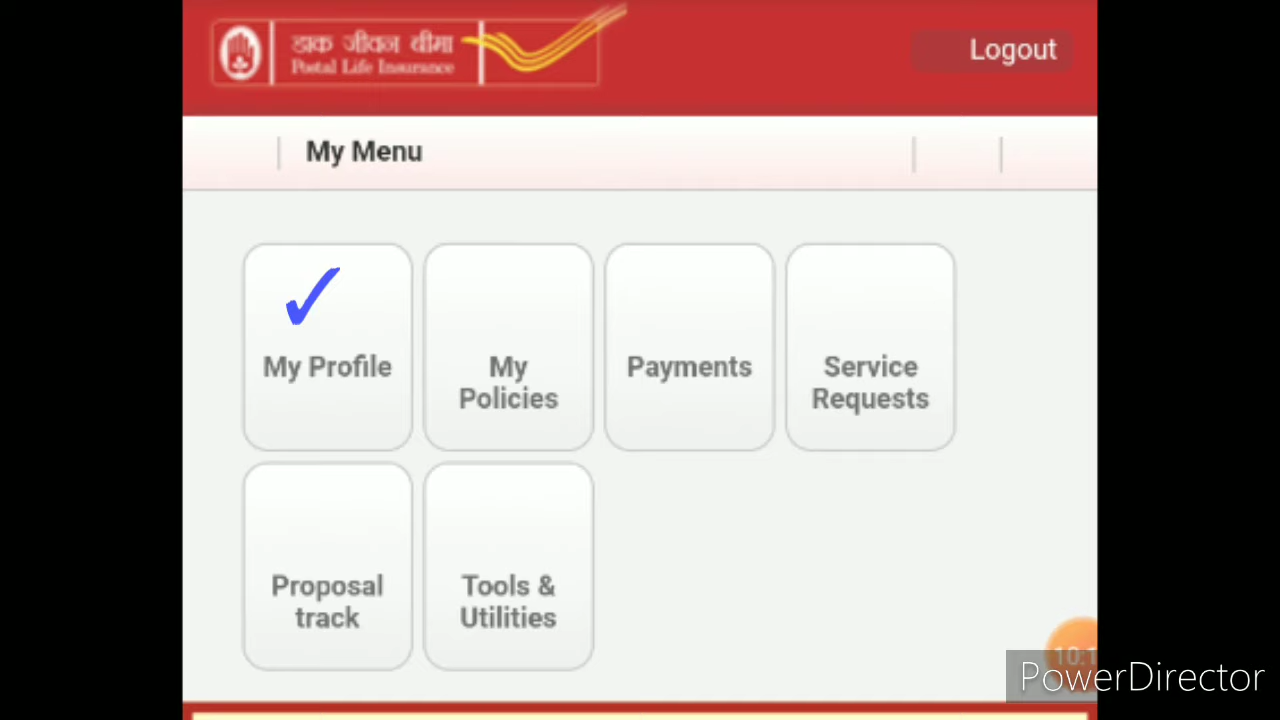 डाक जीवन बीमा
Postal Life Insurance
Logout
My Menu
My Profile
My
Policies
Payments
Service
Requests
Proposal
track
Tools &
Utilities
PowerDirector